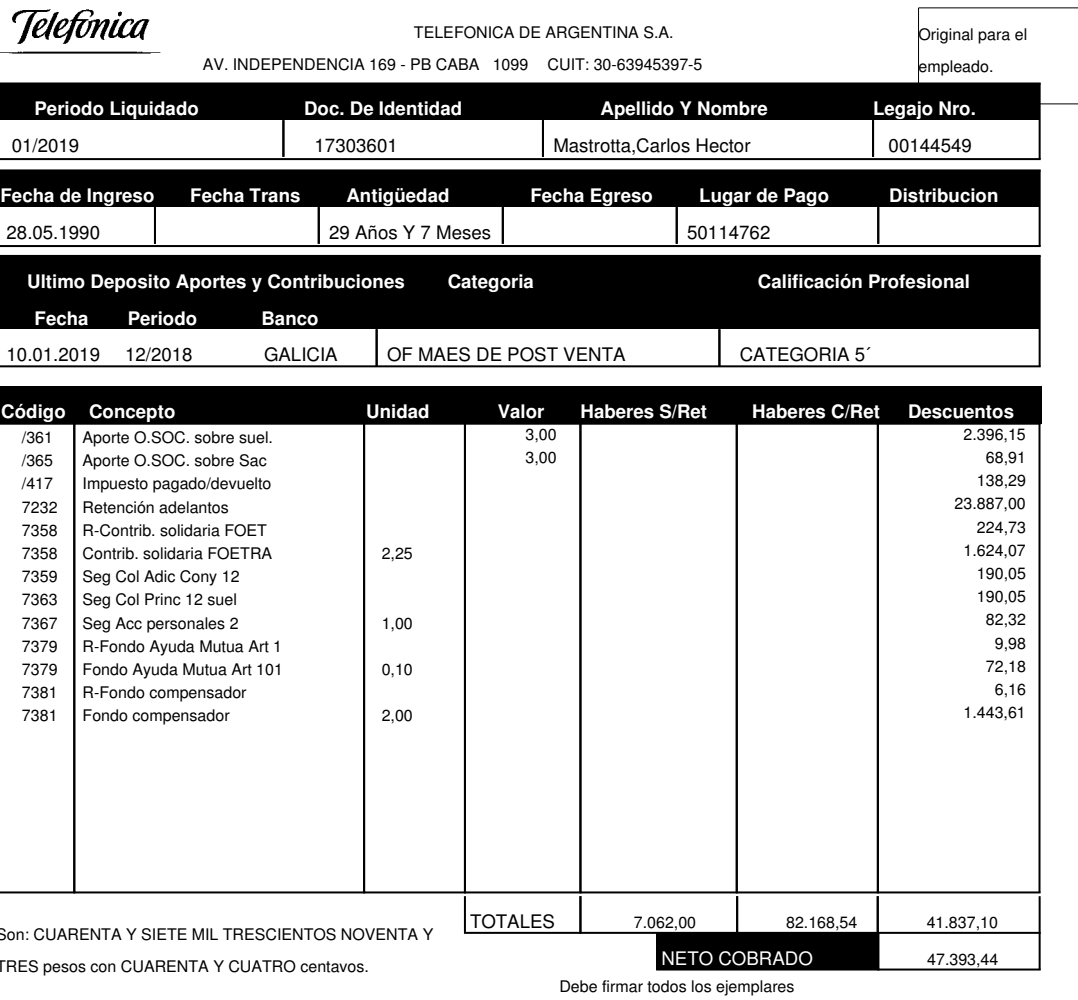 Telefónica
TELEFONICA DE ARGENTINA S.A.
Original para el
AV. INDEPENDENCIA 169 - PB CABA 1099 CUIT: 30-63945397-5
empleado.
Periodo Liquidado Doc. De Identidad Apellido Y Nombre Legajo Nro.
01/2019 17303601 Mastrotta,Carlos Hector 00144549
Fecha de Ingreso Fecha Trans Antigüedad Fecha Egreso Lugar de Pago Distribucion
28.05.1990 29 Años Y 7 Meses 50114762
Ultimo Deposito Aportes y Contribuciones Categoria Calificación Profesional
Fecha Periodo Banco
10.01.2019 12/2018 GALICIA OF MAES DE POST VENTA CATEGORIA 5´
Código Concepto Unidad Valor Haberes S/Ret Haberes C/Ret Descuentos
/361 Aporte O.SOC. sobre suel. 3,00 2.396,15
/365 Aporte O.SOC. sobre Sac 3,00 68,91
/417 Impuesto pagado/devuelto 138,29
7232 Retención adelantos 23.887,00
7358 R-Contrib. solidaria FOET 224,73
7358 Contrib. solidaria FOETRA 2,25 1.624,07
7359 Seg Col Adic Cony 12 190,05
7363 Seg Col Princ 12 suel 190,05
7367 Seg Acc personales 2 1,00 82,32
7379 R-Fondo Ayuda Mutua Art 1 9,98
7379 Fondo Ayuda Mutua Art 101 0,10 72,18
7381 R-Fondo compensador 6,16
7381 Fondo compensador 2,00 1.443,61
TOTALES 7.062,00 82.168,54 41.837,10
Son: CUARENTA Y SIETE MIL TRESCIENTOS NOVENTA Y
TRES pesos con CUARENTA Y CUATRO centavos.
NETO COBRADO 47.393,44
Debe firmar todos los ejemplares